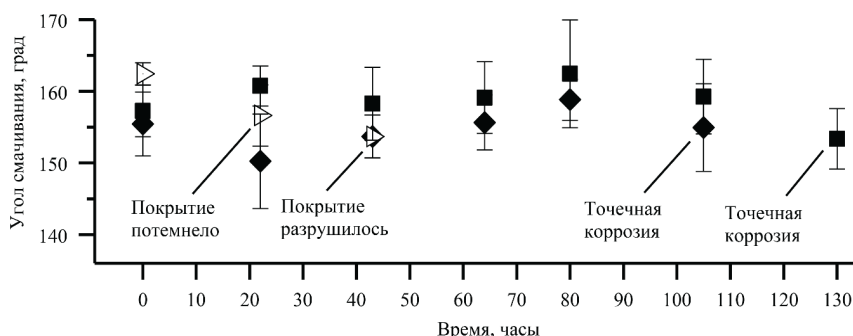 170
160
150
140
Угол смачивания, град
Покрытие
потемнело
Покрытие
разрушилось
Точечная
коррозия
Точечная
коррозия
0 10 20 30 40 50 60 70 80 90 100 110 120 130
Время, часы